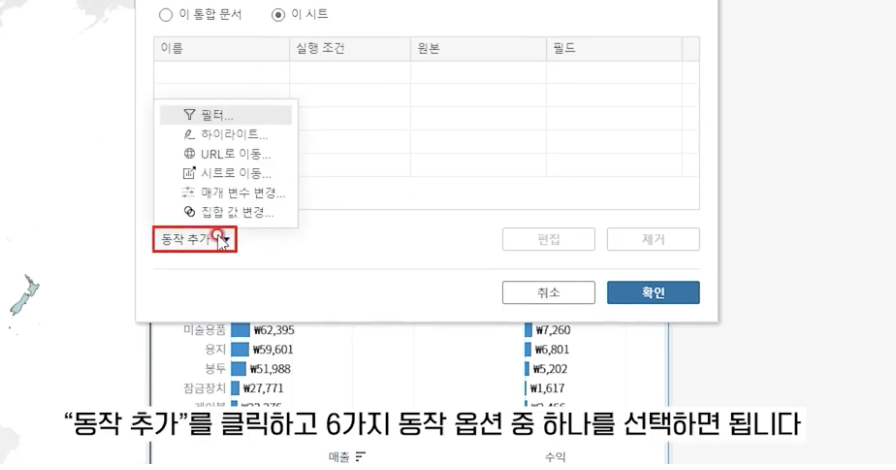 이 통합 문서 이 시트
이름 실행 조건 원본 필드
필터...
하이라이트...
URL로 이동...
시트로 이동...
매개 변수 변경...
집합 값 변경...
동작 추가 편집 제거
취소 확인
미술용품 ₩62,395 ₩7,260
용지 ₩59,601 ₩6,801
봉투 ₩51,988 ₩5,202
잠금장치 ₩27,771 ₩1,617
“동작 추가”를 클릭하고 6가지 동작 옵션 중 하나를 선택하면 됩니다
매출 수익